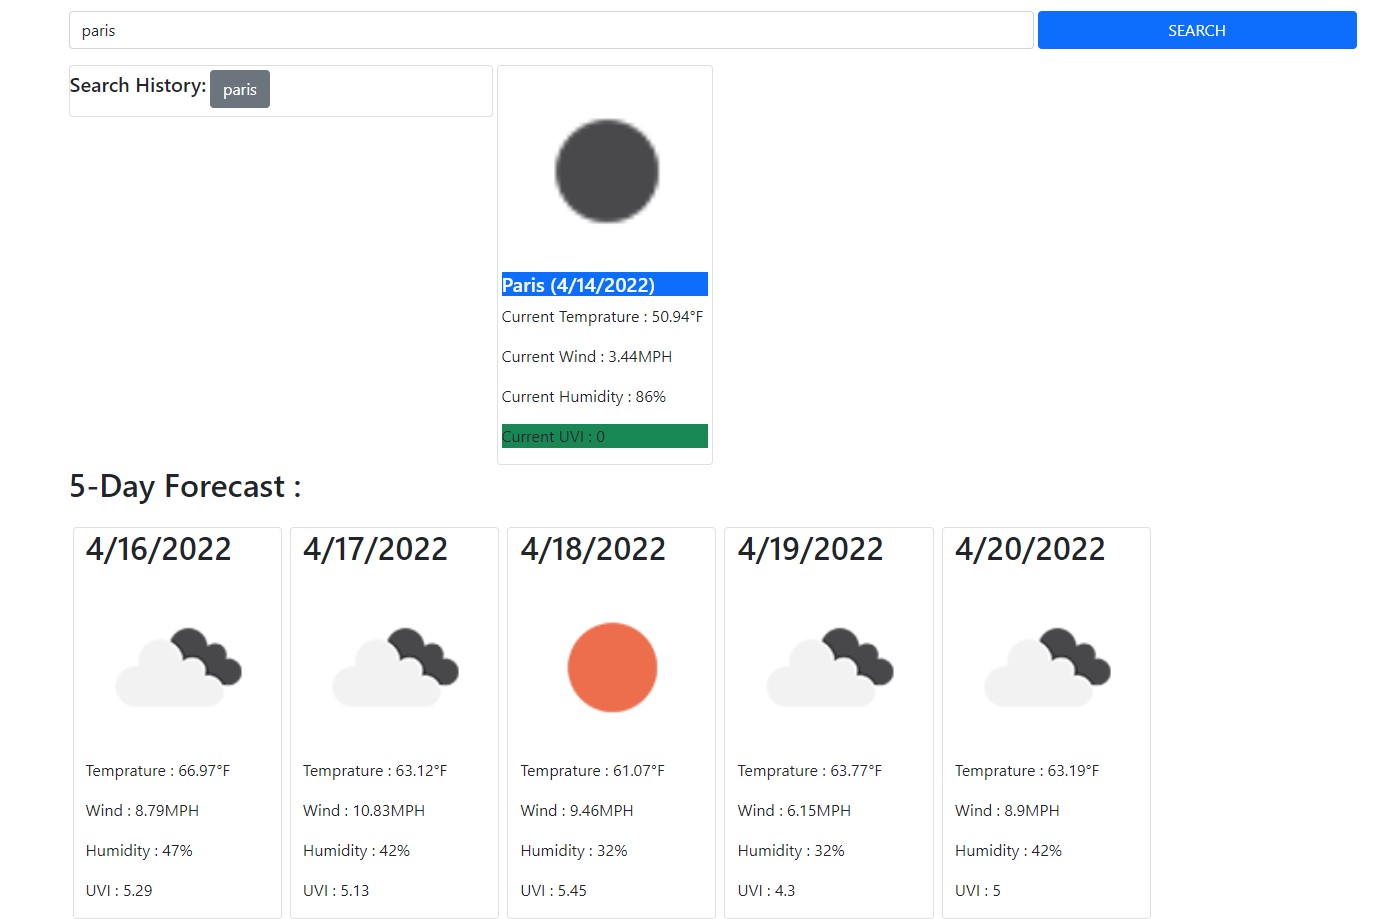 paris
SEARCH
Search History:
paris
Paris (4/14/2022)
Current Temprature : 50.94°F
Current Wind : 3.44MPH
Current Humidity : 86%
Current UVI : 0
5-Day Forecast :
4/16/2022
Temprature : 66.97°F
Wind : 8.79MPH
Humidity : 47%
UVI : 5.29
4/17/2022
Temprature : 63.12°F
Wind : 10.83MPH
Humidity : 42%
UVI : 5.13
4/18/2022
Temprature : 61.07°F
Wind : 9.46MPH
Humidity : 32%
UVI : 5.45
4/19/2022
Temprature : 63.77°F
Wind : 6.15MPH
Humidity : 32%
UVI : 4.3
4/20/2022
Temprature : 63.19°F
Wind : 8.9MPH
Humidity : 42%
UVI : 5